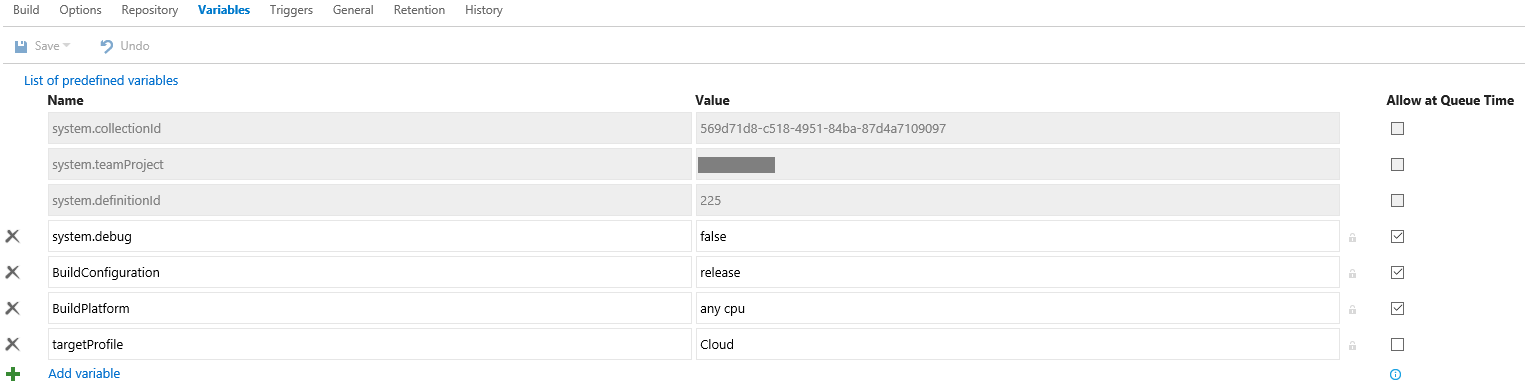 Build Options Repository Variables Triggers General Retention History
Save Undo
List of predefined variables
Name Value Allow at Queue Time
system.collectionId 569d71d8-c518-4951-84ba-87d4a7109097
system.teamProject
system.definitionId 225
system.debug false
BuildConfiguration release
BuildPlatform any cpu
targetProfile Cloud
Add variable